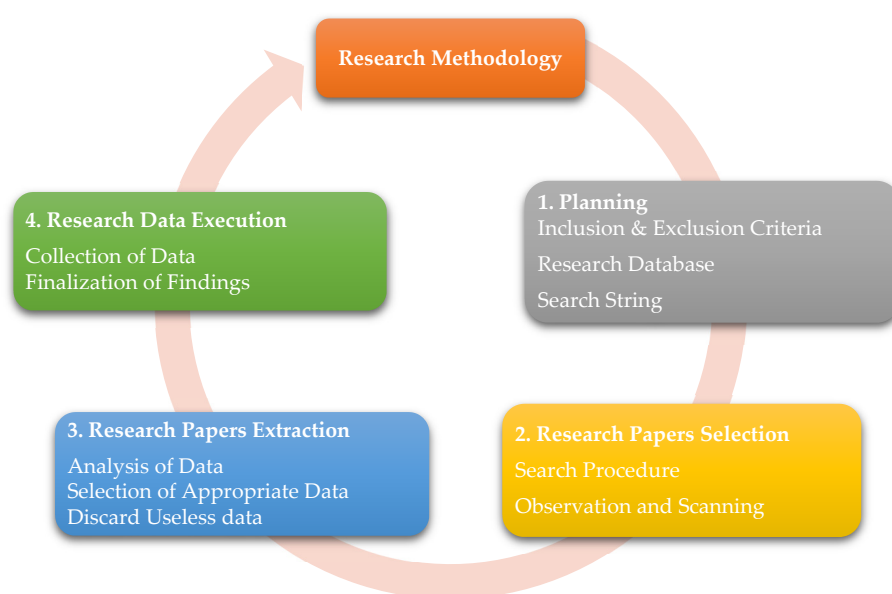 Research Methodology
1. Planning
Inclusion & Exclusion Criteria
Research Database
Search String
2. Research Papers Selection
Search Procedure
Observation and Scanning
3. Research Papers Extraction
Analysis of Data
Selection of Appropriate Data
Discard Useless data
4. Research Data Execution
Collection of Data
Finalization of Findings